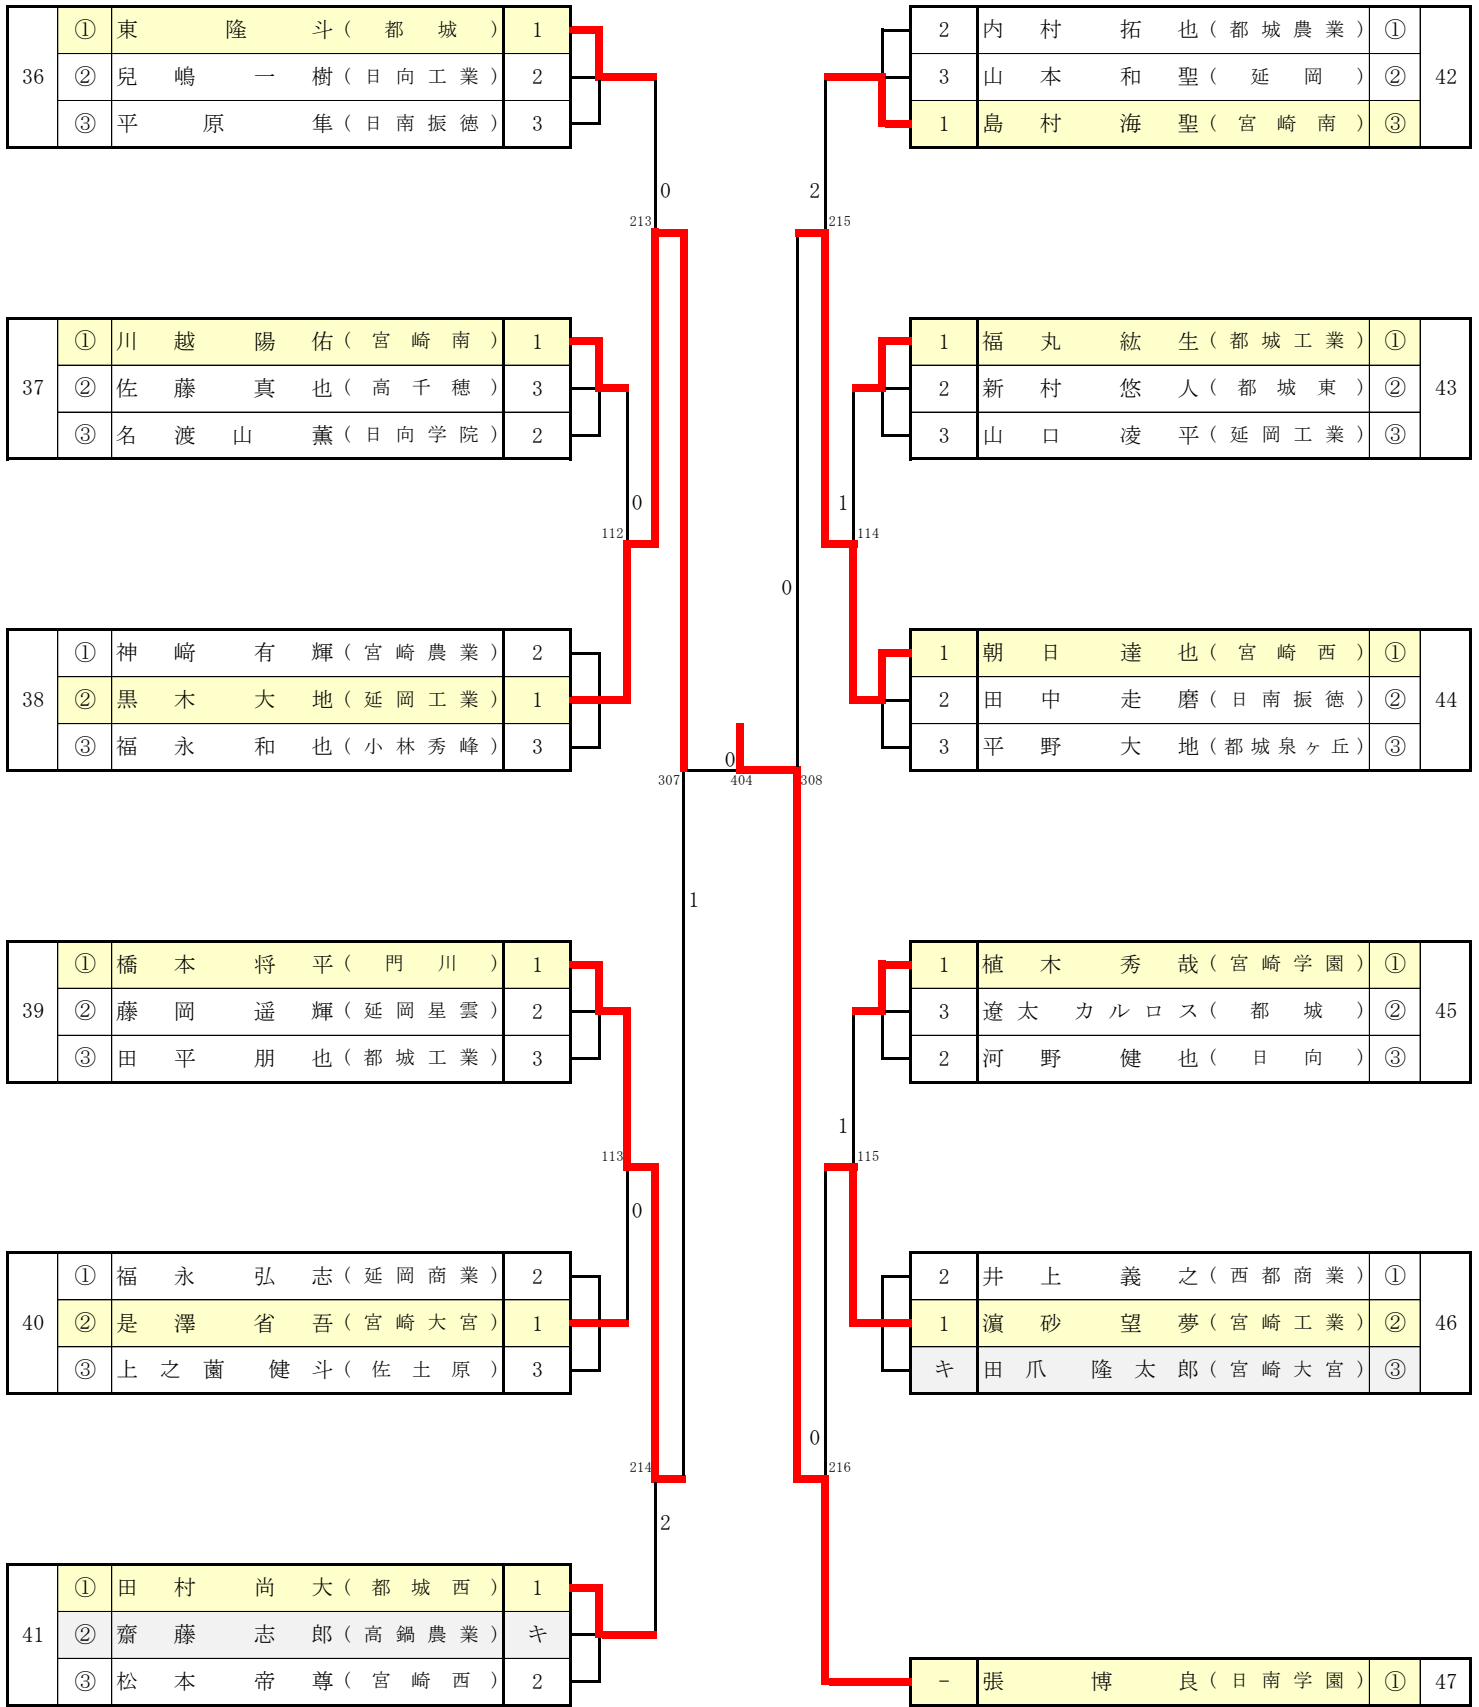 36
① 東 隆 斗 ( 都 城 ) 1
② 兒 嶋 一 樹 ( 日 向 工 業 ) 2
③ 平 原 隼 ( 日 南 振 徳 ) 3
2 内 村 拓 也 ( 都 城 農 業 ) ①
3 山 本 和 聖 ( 延 岡 ) ②
1 島 村 海 聖 ( 宮 崎 南 ) ③
42
0
2
213
215
37
① 川 越 陽 佑 ( 宮 崎 南 ) 1
② 佐 藤 真 也 ( 高 千 穂 ) 3
③ 名 渡 山 薫 ( 日 向 学 院 ) 2
1 福 丸 紘 生 ( 都 城 工 業 ) ①
2 新 村 悠 人 ( 都 城 東 ) ②
3 山 口 凌 平 ( 延 岡 工 業 ) ③
43
0
1
112
114
0
38
① 神 﨑 有 輝 ( 宮 崎 農 業 ) 2
② 黒 木 大 地 ( 延 岡 工 業 ) 1
③ 福 永 和 也 ( 小 林 秀 峰 ) 3
1 朝 日 達 也 ( 宮 崎 西 ) ①
2 田 中 走 磨 ( 日 南 振 徳 ) ②
3 平 野 大 地 ( 都 城 泉 ヶ 丘 ) ③
44
0
307
404
308
1
39
① 橋 本 将 平 ( 門 川 ) 1
② 藤 岡 遥 輝 ( 延 岡 星 雲 ) 2
③ 田 平 朋 也 ( 都 城 工 業 ) 3
1 植 木 秀 哉 ( 宮 崎 学 園 ) ①
3 遼 太 カ ル ロ ス ( 都 城 ) ②
2 河 野 健 也 ( 日 向 ) ③
45
1
113
115
0
40
① 福 永 弘 志 ( 延 岡 商 業 ) 2
② 是 澤 省 吾 ( 宮 崎 大 宮 ) 1
③ 上 之 薗 健 斗 ( 佐 土 原 ) 3
2 井 上 義 之 ( 西 都 商 業 ) ①
1 濵 砂 望 夢 ( 宮 崎 工 業 ) ②
キ 田 爪 隆 太 郎 ( 宮 崎 大 宮 ) ③
46
0
214
216
2
41
① 田 村 尚 大 ( 都 城 西 ) 1
② 齋 藤 志 郎 ( 高 鍋 農 業 ) キ
③ 松 本 帝 尊 ( 宮 崎 西 ) 2
- 張 博 良 ( 日 南 学 園 ) ①
47